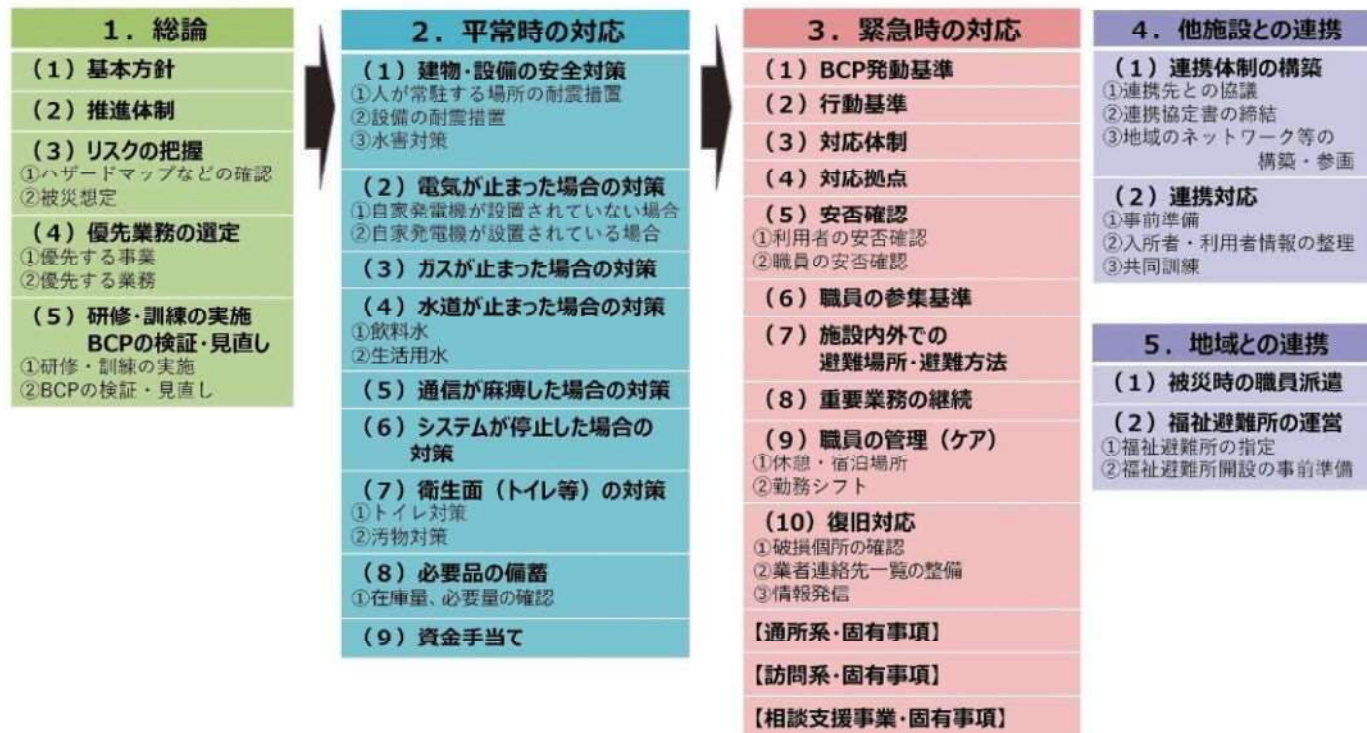 1．総論
（1）基本方針
（2）推進体制
（3）リスクの把握
①ハザードマップなどの確認
②被災想定
（4）優先業務の選定
①優先する事業
②優先する業務
（5）研修・訓練の実施
BCPの検証・見直し
①研修・訓練の実施
②BCPの検証・見直し
2．平常時の対応
（1）建物・設備の安全対策
①人が常駐する場所の耐震措置
②設備の耐震措置
③水害対策
（2）電気が止まった場合の対策
①自家発電機が設置されていない場合
②自家発電機が設置されている場合
（3）ガスが止まった場合の対策
（4）水道が止まった場合の対策
①飲料水
②生活用水
（5）通信が麻痺した場合の対策
（6）システムが停止した場合の
対策
（7）衛生面（トイレ等）の対策
①トイレ対策
②汚物対策
（8）必要品の備蓄
①在庫量、必要量の確認
（9）資金手当て
3．緊急時の対応
（1）BCP発動基準
（2）行動基準
（3）対応体制
（4）対応拠点
（5）安否確認
①利用者の安否確認
②職員の安否確認
（6）職員の参集基準
（7）施設内外での
避難場所・避難方法
（8）重要業務の継続
（9）職員の管理（ケア）
①休憩・宿泊場所
②勤務シフト
（10）復旧対応
①破損個所の確認
②業者連絡先一覧の整備
③情報発信
【通所系・固有事項】
【訪問系・固有事項】
【相談支援事業・固有事項】
4．他施設との連携
（1）連携体制の構築
①連携先との協議
②連携協定書の締結
③地域のネットワーク等の
構築・参画
（2）連携対応
①事前準備
②入所者・利用者情報の整理
③共同訓練
5．地域との連携
（1）被災時の職員派遣
（2）福祉避難所の運営
①福祉避難所の指定
②福祉避難所開設の事前準備